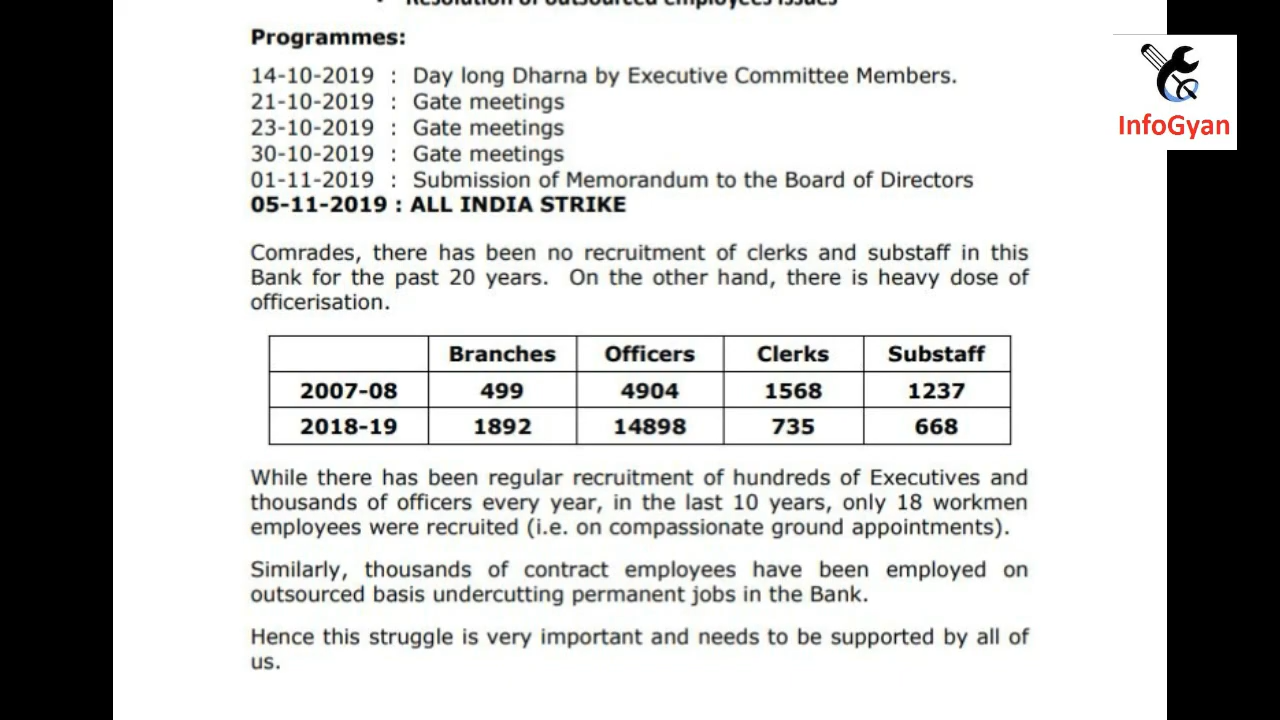 • Resolution of outsourced employees issues
Programmes:
InfoGyan
14-10-2019 : Day long Dharna by Executive Committee Members.
21-10-2019 : Gate meetings
23-10-2019 : Gate meetings
30-10-2019 : Gate meetings
01-11-2019 : Submission of Memorandum to the Board of Directors
05-11-2019 : ALL INDIA STRIKE
Comrades, there has been no recruitment of clerks and substaff in this
Bank for the past 20 years. On the other hand, there is heavy dose of
officerisation.
Branches Officers Clerks Substaff
2007-08 499 4904 1568 1237
2018-19 1892 14898 735 668
While there has been regular recruitment of hundreds of Executives and
thousands of officers every year, in the last 10 years, only 18 workmen
employees were recruited (i.e. on compassionate ground appointments).
Similarly, thousands of contract employees have been employed on
outsourced basis undercutting permanent jobs in the Bank.
Hence this struggle is very important and needs to be supported by all of
us.